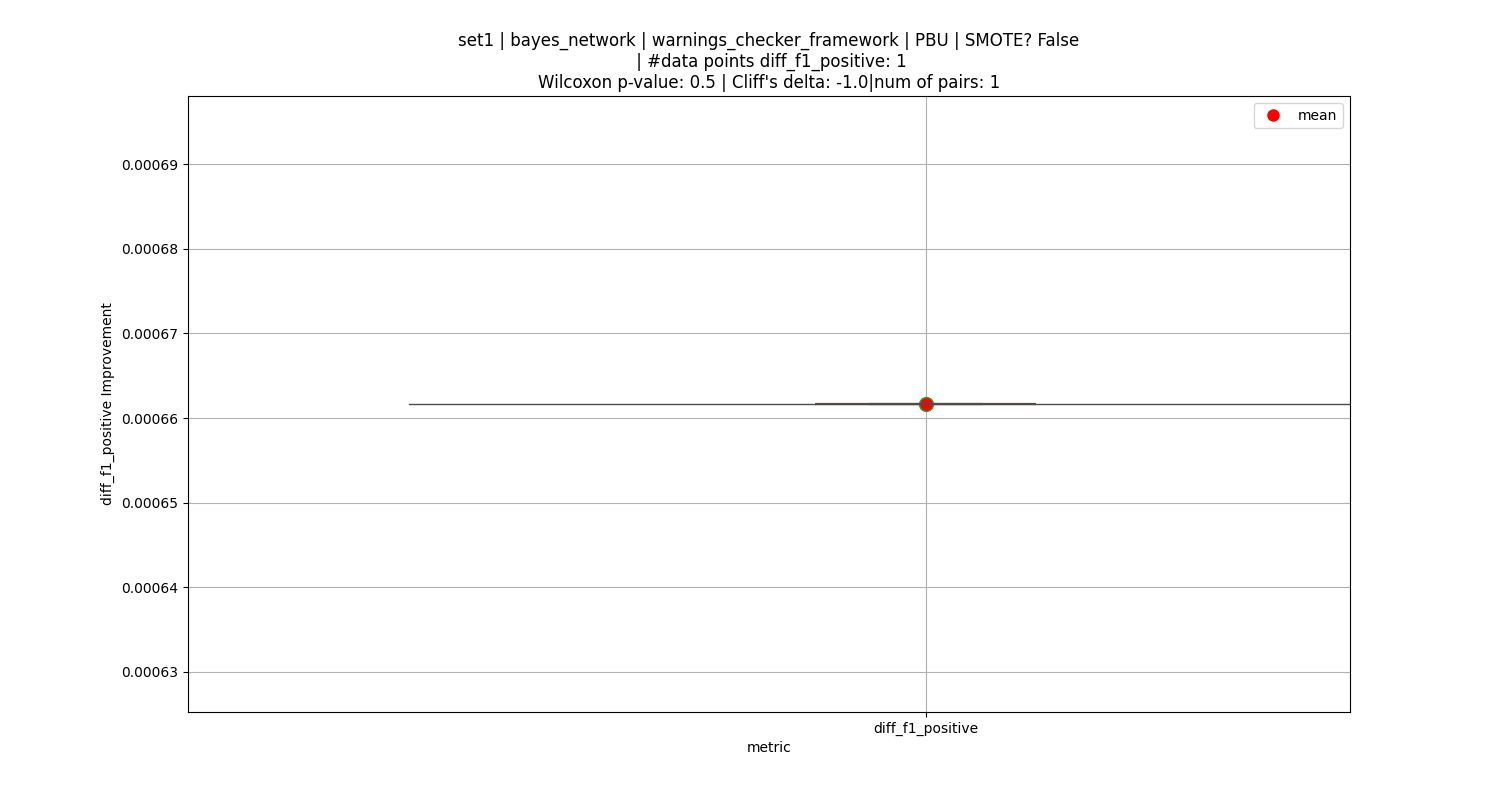 set1 | bayes_network | warnings_checker_framework | PBU | SMOTE? False
| #data points diff_f1_positive: 1
Wilcoxon p-value: 0.5 | Cliff's delta: -1.0|num of pairs: 1
mean
0.00069
0.00068
0.00067
0.00066
0.00065
0.00064
0.00063
diff_f1_positive Improvement
diff_f1_positive
metric